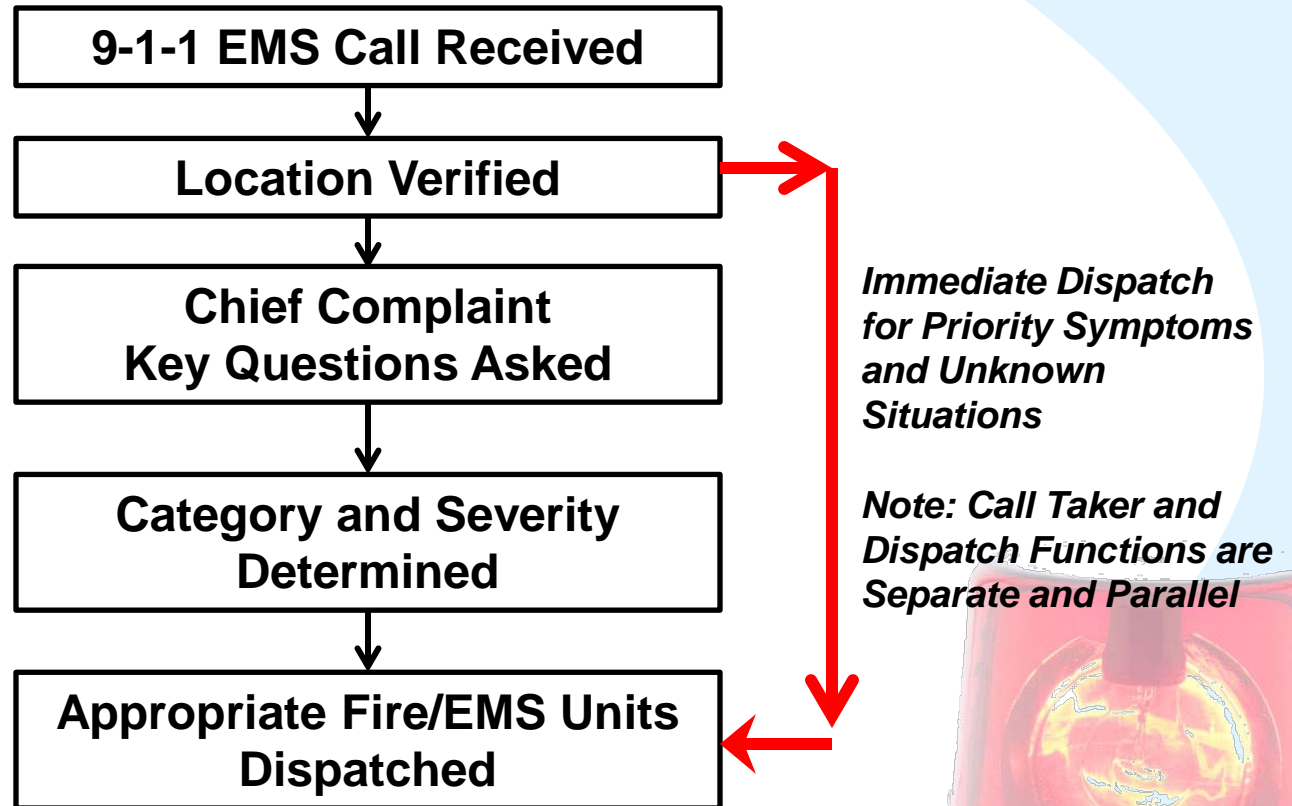 9-1-1 EMS Call Received
Location Verified
Chief Complaint
Key Questions Asked
Category and Severity
Determined
Appropriate Fire/EMS Units
Dispatched
Immediate Dispatch
for Priority Symptoms
and Unknown
Situations
Note: Call Taker and
Dispatch Functions are
Separate and Parallel